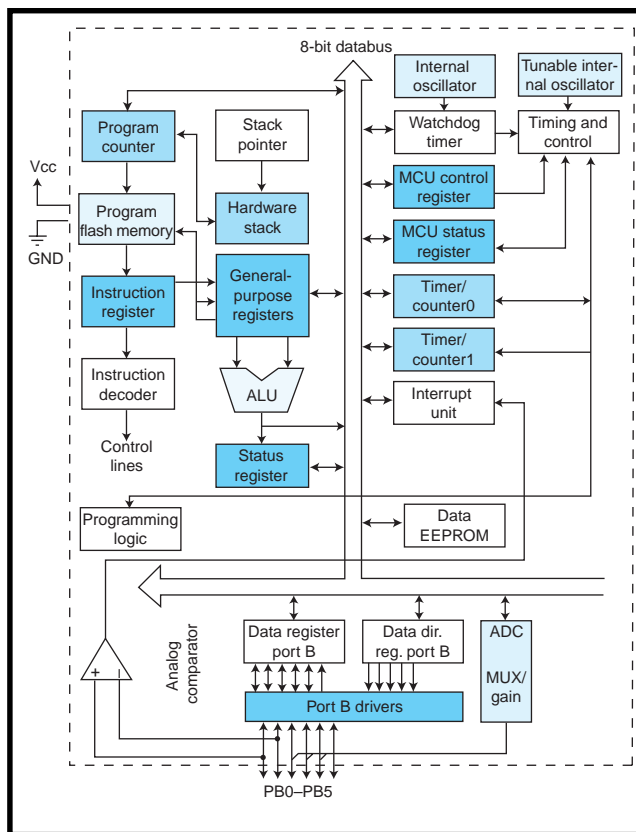 8-bit databus
Internal
oscillator
Tunable inter-
nal oscillator
Program
counter
Stack
pointer
Watchdog
timer
Timing and
control
Vcc
MCU control
register
Program
flash memory
Hardware
stack
GND
MCU status
register
Instruction
register
General-
purpose
registers
Timer/
counter0
Timer/
counter1
Instruction
decoder
ALU
Interrupt
unit
Control
lines
Status
register
Programming
logic
Data
EEPROM
Analog
comparator
Data register
port B
Data dir.
reg. port B
ADC
MUX/
gain
+
–
Port B drivers
PB0–PB5